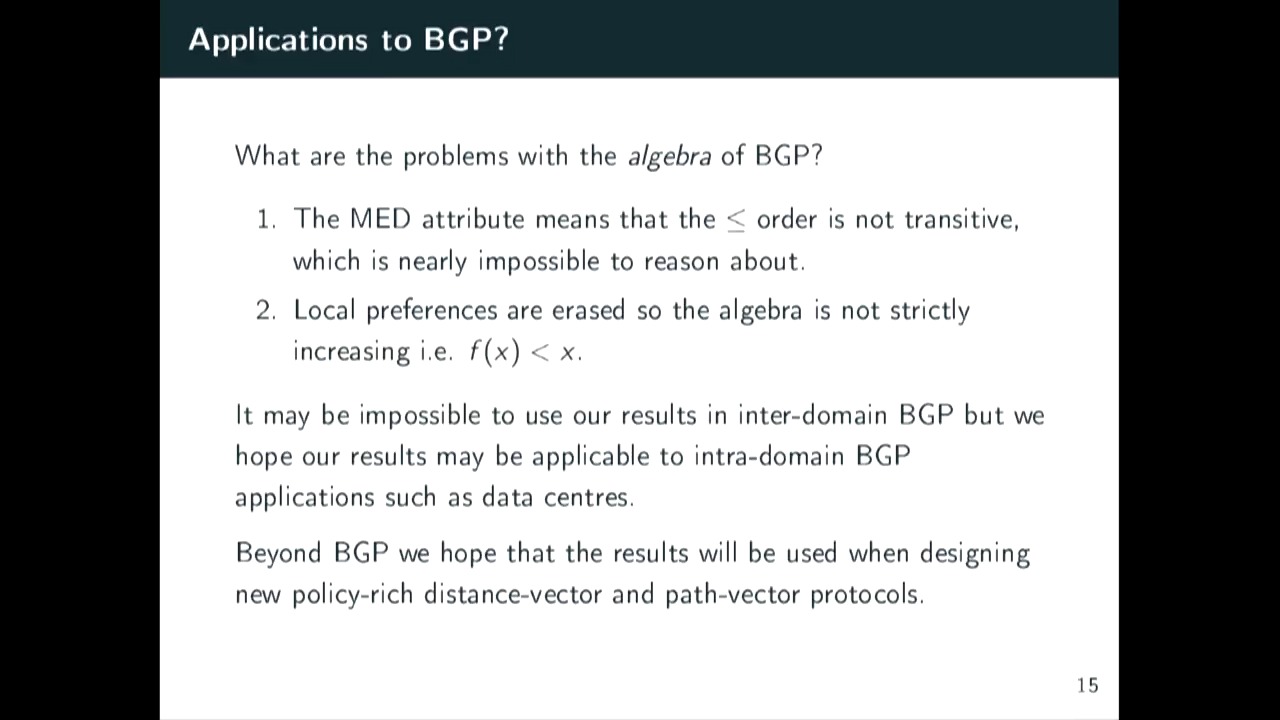 Applications to BGP?
What are the problems with the algebra of BGP?
1. The MED attribute means that the ≤ order is not transitive,
which is nearly impossible to reason about.
2. Local preferences are erased so the algebra is not strictly
increasing i.e. f(x) < x.
It may be impossible to use our results in inter-domain BGP but we
hope our results may be applicable to intra-domain BGP
applications such as data centres.
Beyond BGP we hope that the results will be used when designing
new policy-rich distance-vector and path-vector protocols.
15